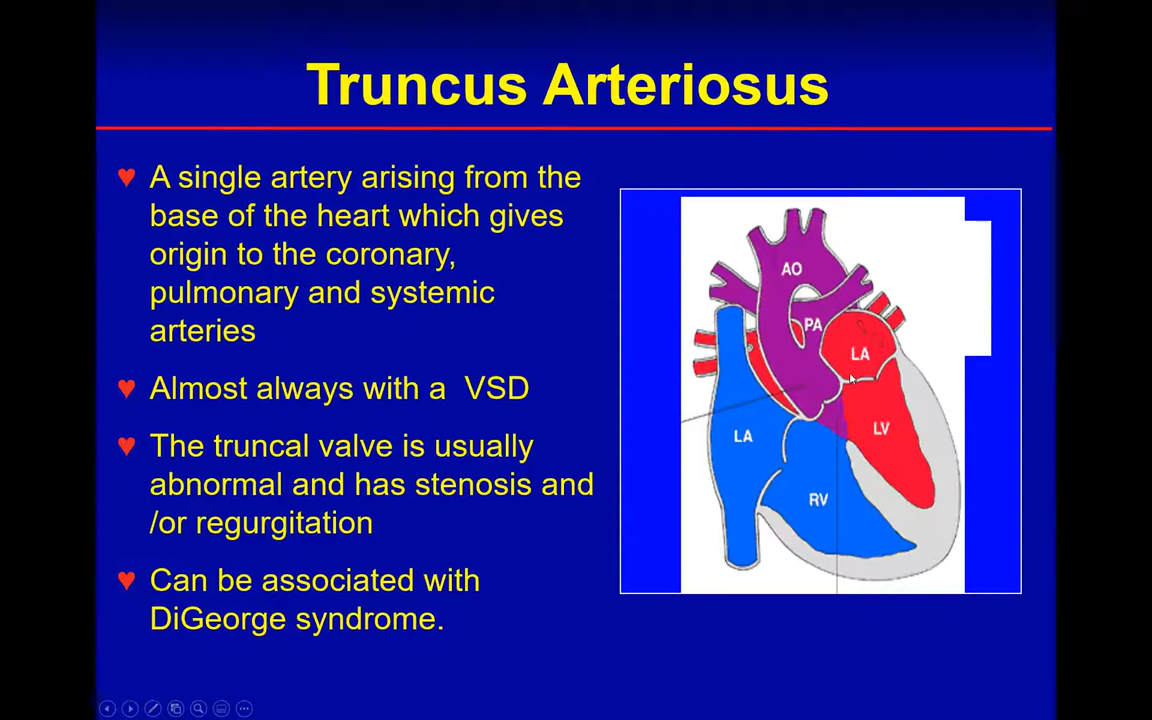 Truncus Arteriosus
♥ A single artery arising from the
base of the heart which gives
origin to the coronary,
pulmonary and systemic
arteries
♥ Almost always with a  VSD
♥ The truncal valve is usually
abnormal and has stenosis and
/or regurgitation
♥ Can be associated with
DiGeorge syndrome.
AO
PA
LA
LA
LV
RV